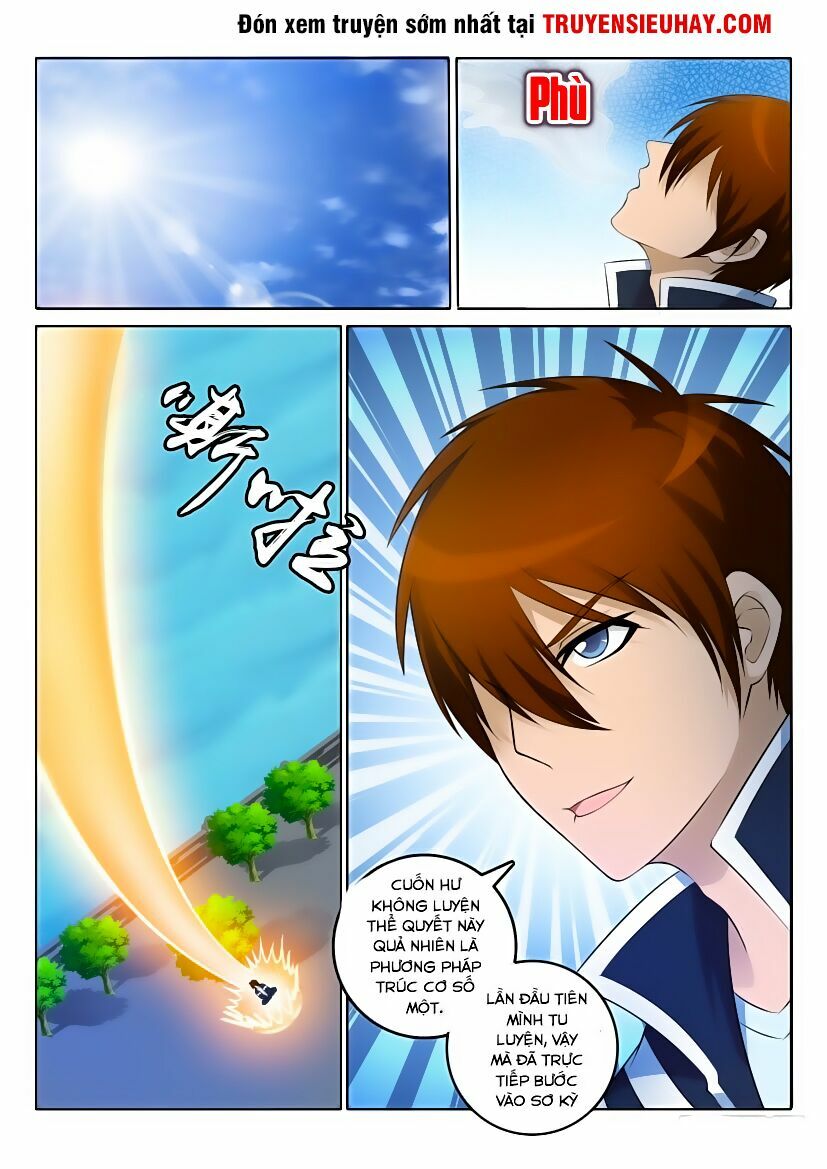 Đón xem truyện sớm nhất tại TRUYENSIEUHAY.COM
Phù
CUỐN HƯ
KHÔNG LUYỆN
THỂ QUYẾT NÀY
QUẢ NHIÊN LÀ
PHƯƠNG PHÁP
TRÚC CƠ SỐ
MỘT.
LẦN ĐẦU TIÊN
MÌNH TU
LUYỆN, VẬY
MÀ ĐÃ TRỰC
TIẾP BƯỚC
VÀO SƠ KỲ